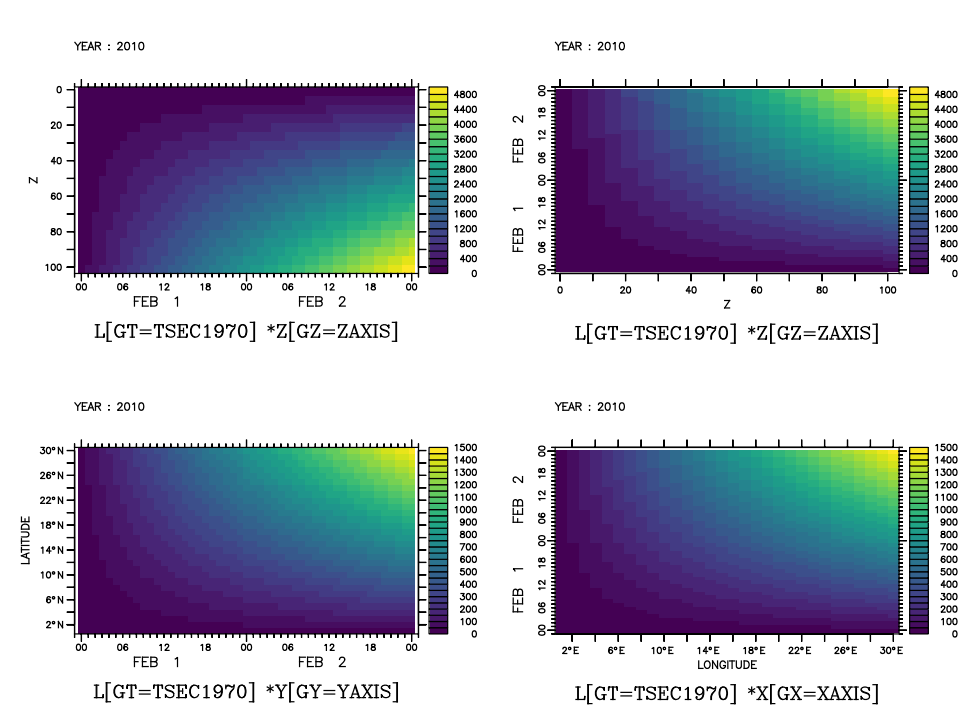 YEAR : 2010
0
20
40
60
80
100
Z
00 06 12 18 00 06 12 18 00
FEB 1 FEB 2
4800
4400
4000
3600
3200
2800
2400
2000
1600
1200
800
400
0
L[GT=TSEC1970] *Z[GZ=ZAXIS]
YEAR : 2010
00
18
12
06
00
18
12
06
00
FEB 2
FEB 1
0 20 40 60 80 100
Z
4800
4400
4000
3600
3200
2800
2400
2000
1600
1200
800
400
0
L[GT=TSEC1970] *Z[GZ=ZAXIS]
YEAR : 2010
30°N
26°N
22°N
18°N
14°N
10°N
6°N
2°N
LATITUDE
00 06 12 18 00 06 12 18 00
FEB 1 FEB 2
1500
1400
1300
1200
1100
1000
900
800
700
600
500
400
300
200
100
0
L[GT=TSEC1970] *Y[GY=YAXIS]
YEAR : 2010
00
18
12
06
00
18
12
06
00
FEB 2
FEB 1
2°E 6°E 10°E 14°E 18°E 22°E 26°E 30°E
LONGITUDE
1500
1400
1300
1200
1100
1000
900
800
700
600
500
400
300
200
100
0
L[GT=TSEC1970] *X[GX=XAXIS]